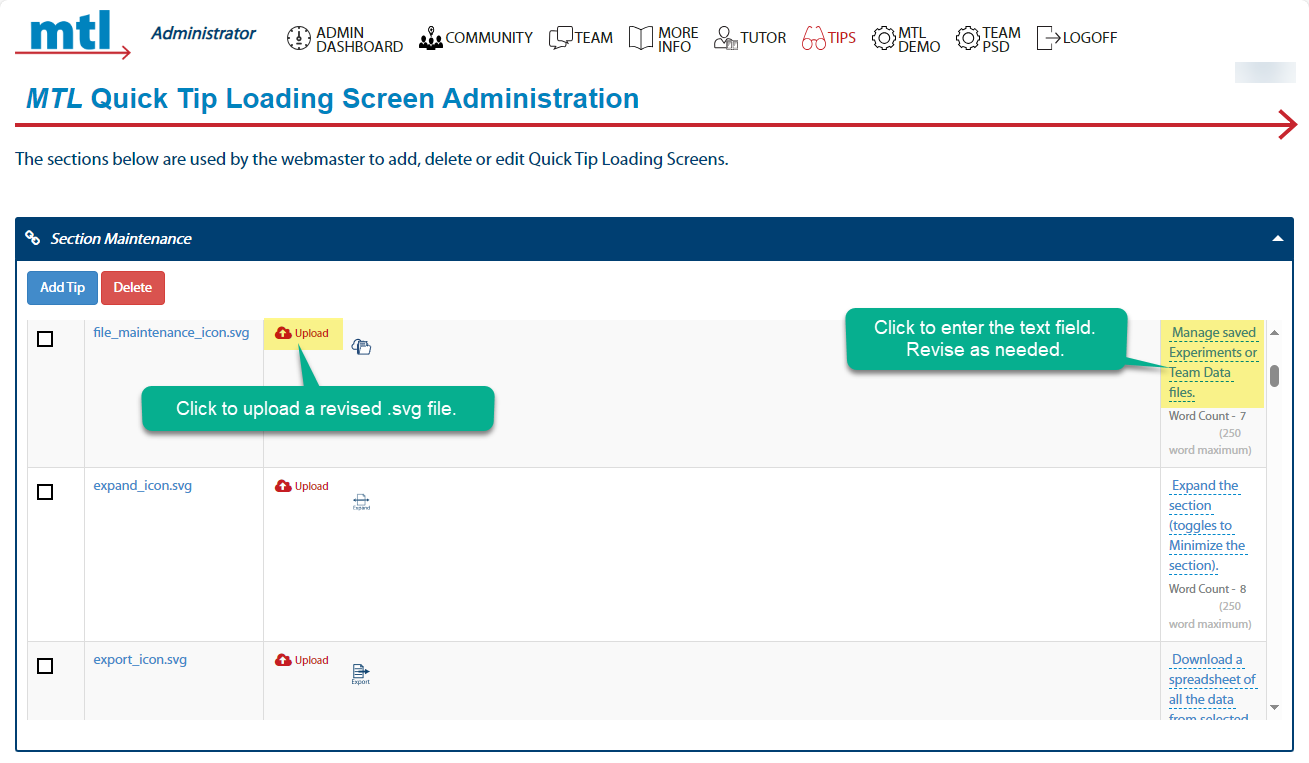 mtl
Administrator
ADMIN
DASHBOARD
COMMUNITY
TEAM
MORE
INFO
TUTOR
TIPS
MTL
DEMO
TEAM
PSD
LOGOFF
MTL Quick Tip Loading Screen Administration
The sections below are used by the webmaster to add, delete or edit Quick Tip Loading Screens.
Section Maintenance
Add Tip
Delete
file_maintenance_icon.svg
Upload
Click to upload a revised .svg file.
Click to enter the text field.
Revise as needed.
Manage saved
Experiments or
Team Data
files.
Word Count - 7
(250
word maximum)
expand_icon.svg
Upload
Expand
Expand the
section
(toggles to
Minimize the
section).
Word Count - 8
(250
word maximum)
export_icon.svg
Upload
Export
Download a
spreadsheet of
all the data
from selected